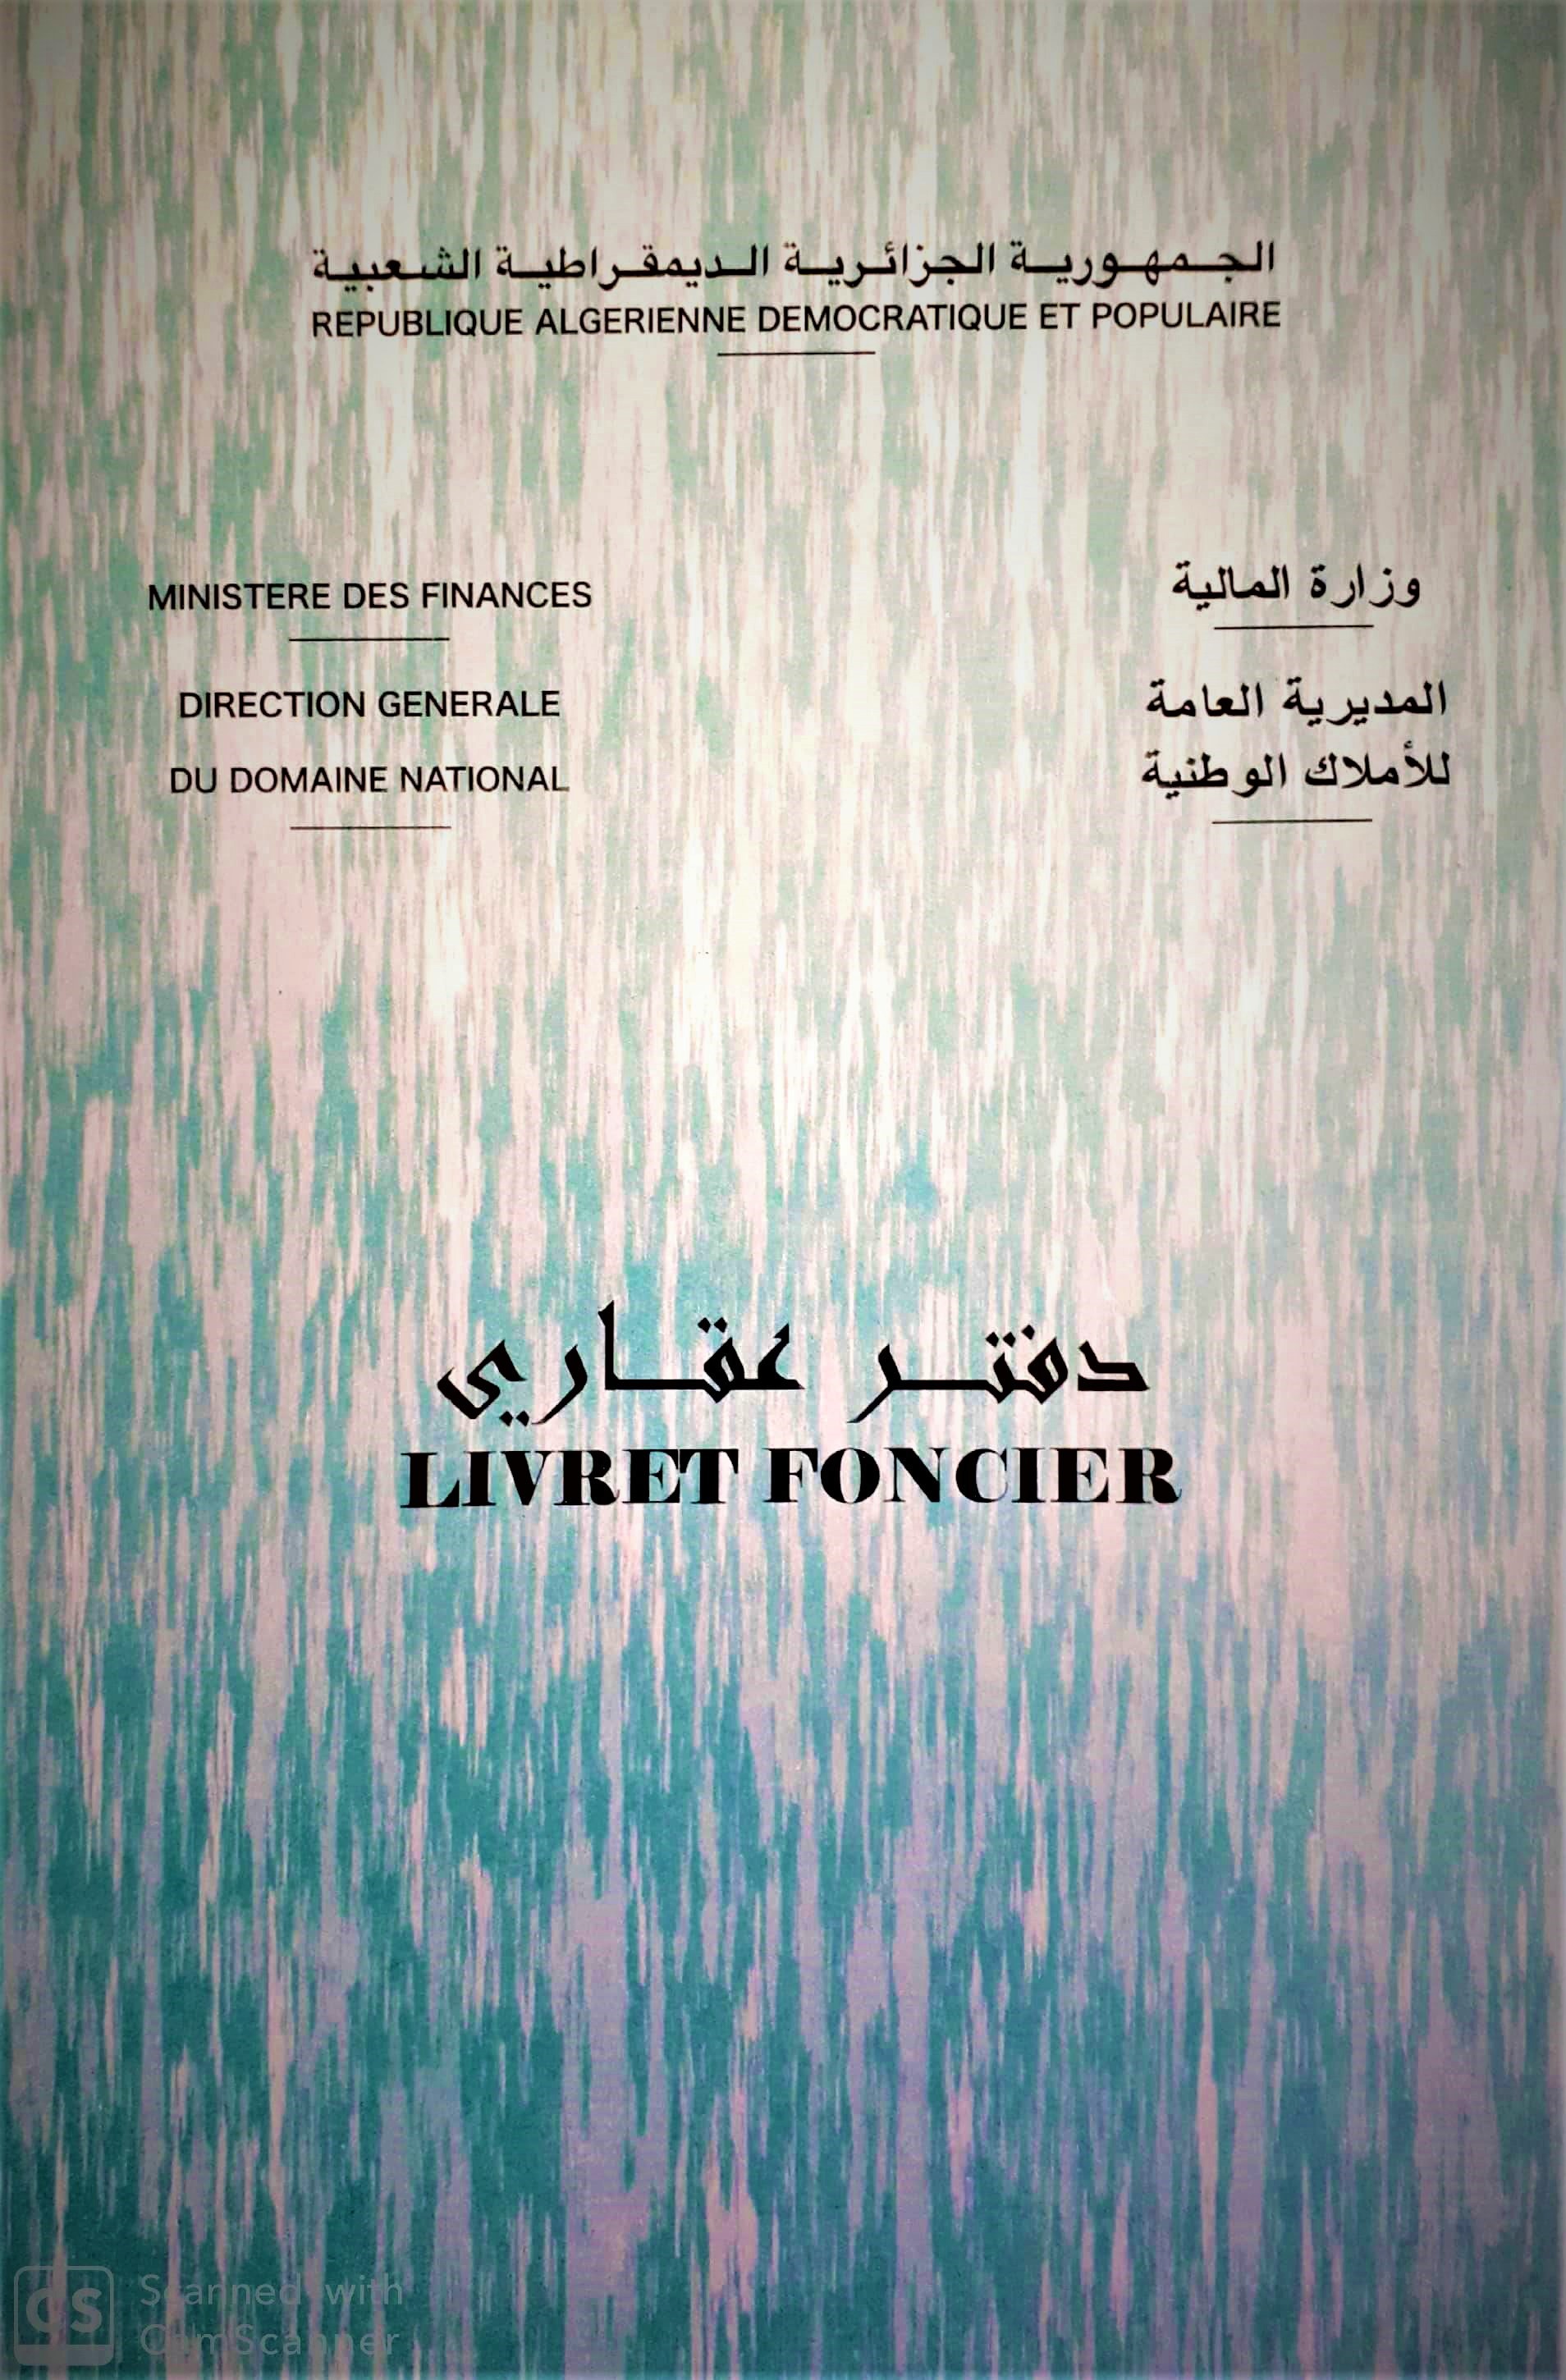 الجمهورية الجزائرية الديمقراطية الشعبية
REPUBLIQUE ALGERIENNE DEMOCRATIQUE ET POPULAIRE
وزارة المالية
MINISTERE DES FINANCES
المديرية العامة
للأملاك الوطنية
DIRECTION GENERALE
DU DOMAINE NATIONAL
دفتر عقاري
LIVRET FONCIER
CS
Scanned with
CamScanner